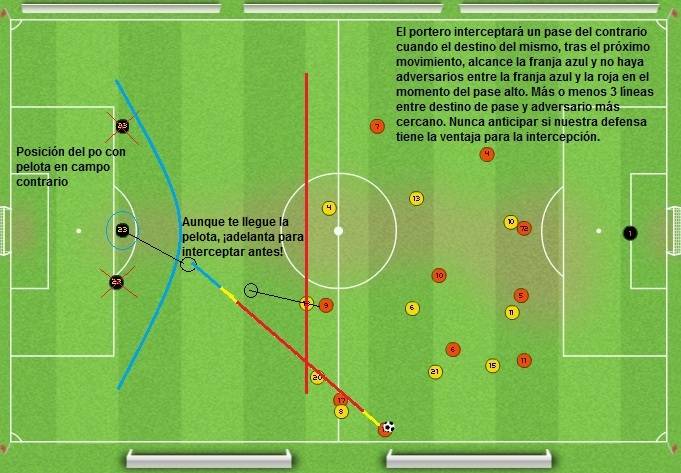 El portero interceptará un pase del contrario
cuando el destino del mismo, tras el próximo
movimiento, alcance la franja azul y no haya
adversarios entre la franja azul y la roja en el
momento del pase alto. Más o menos 3 líneas
entre destino de pase y adversario más
cercano. Nunca anticipar si nuestra defensa
tiene la ventaja para la intercepción.
Posición del po con
pelota en campo
contrario
Aunque te llegue la
pelota, ¡adelanta para
interceptar antes!
7
4
13
4
10
23
1
10
9
5
6
11
6
11
15
21
20
17
8